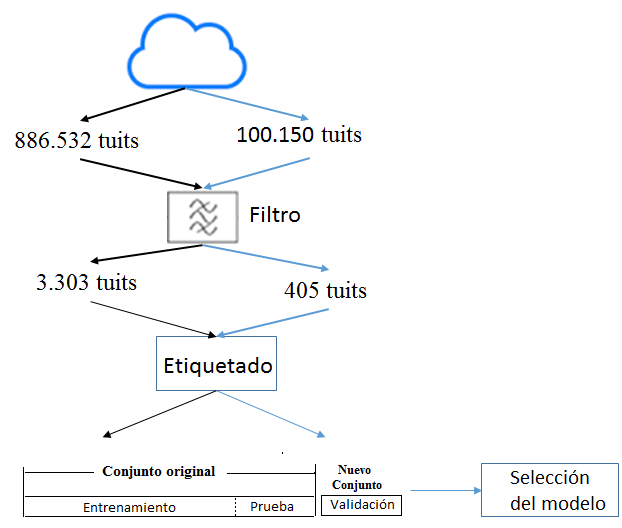 886.532 tuits
100.150 tuits
Filtro
3.303 tuits
405 tuits
Etiquetado
Conjunto original
Nuevo
Conjunto
Entrenamiento
Prueba
Validación
Selección
del modelo